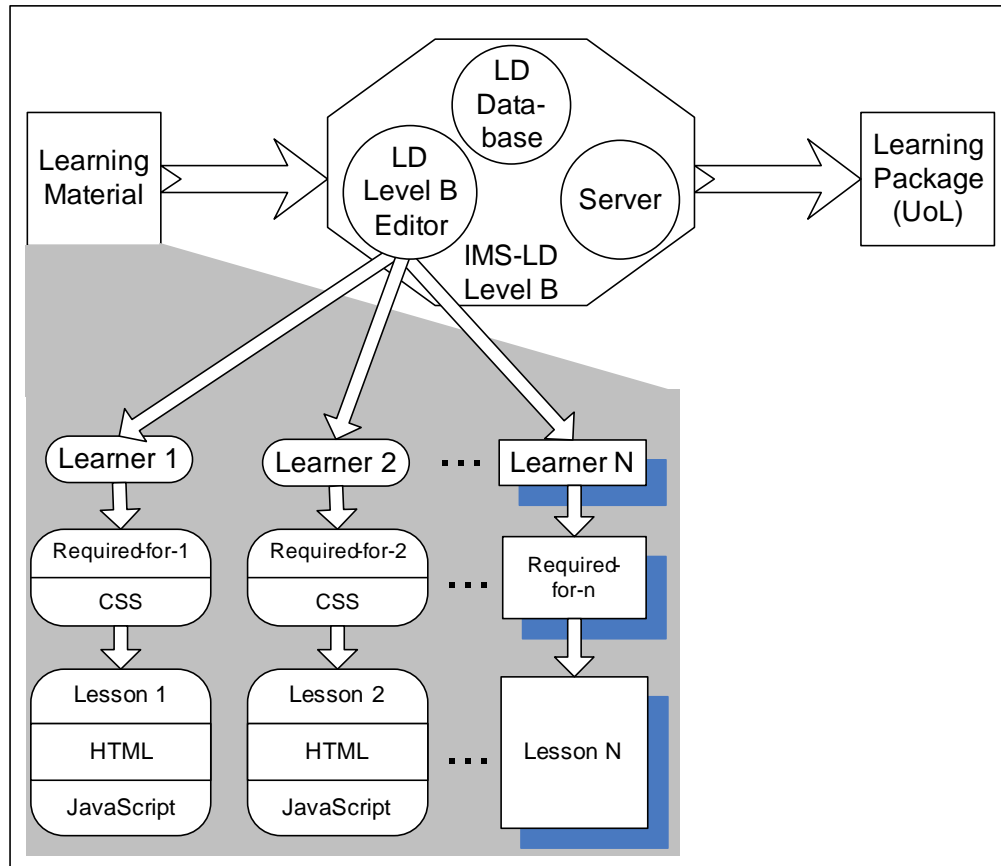 Learning
Material
LD
Data-
base
LD
Level B
Editor
Server
IMS-LD
Level B
Learning
Package
(UoL)
Learner 1
Learner 2
...
Learner N
Required-for-1
CSS
Required-for-2
CSS
...
Required-
for-n
Lesson 1
HTML
JavaScript
Lesson 2
HTML
JavaScript
...
Lesson N